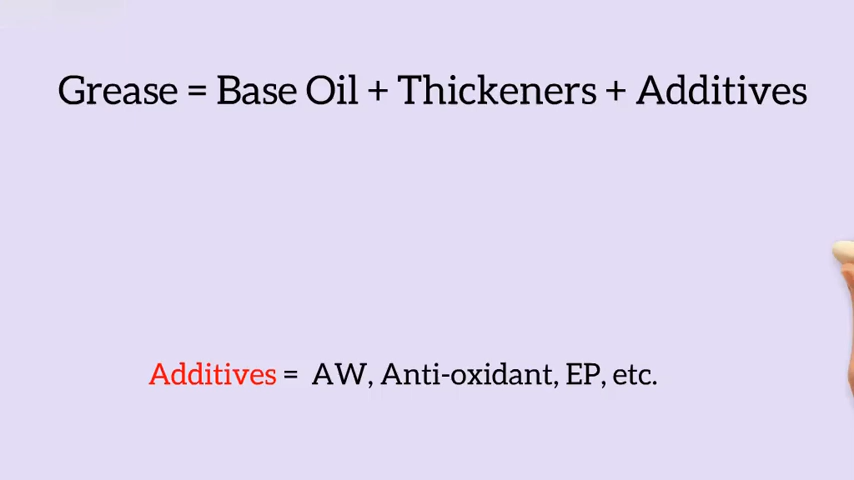 Grease = Base Oil + Thickeners + Additives
Additives = AW, Anti-oxidant, EP, etc.